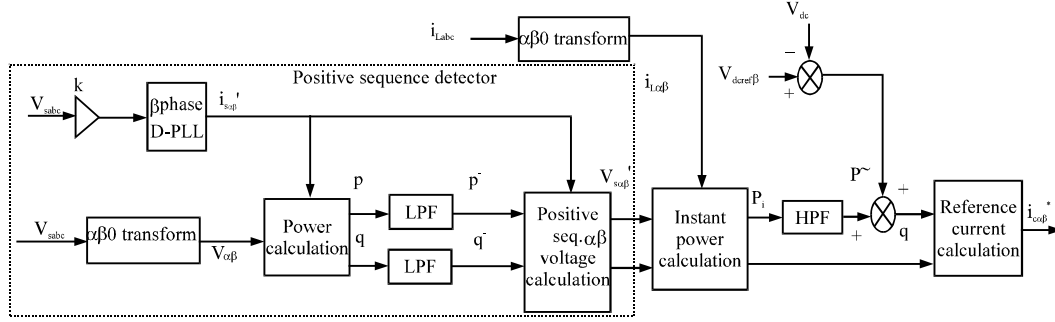 V_dc
i_Labc
αβ0 transform
−
Positive sequence detector
V_dcrefβ
+
k
i_Lαβ
V_sabc
βphase
D-PLL
i_sαβ'
V_sαβ'
P~
p
p-
P_i
+
LPF
HPF
Power
calculation
Positive
seq. αβ
voltage
calculation
Instant
power
calculation
Reference
current
calculation
i_cαβ*
V_sabc
αβ0 transform
V_αβ
q
q-
+
q
LPF